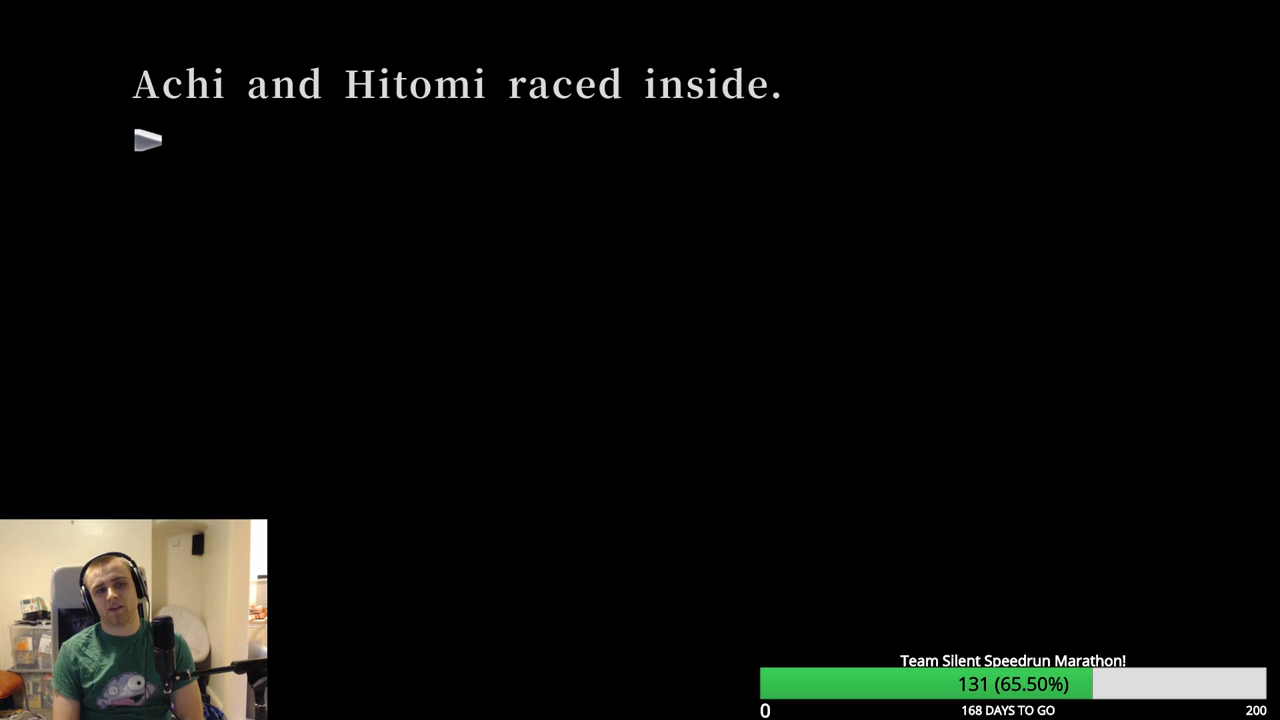 Achi and Hitomi raced inside.
Team Silent Speedrun Marathon!
131 (65.50%)
0
168 DAYS TO GO
200